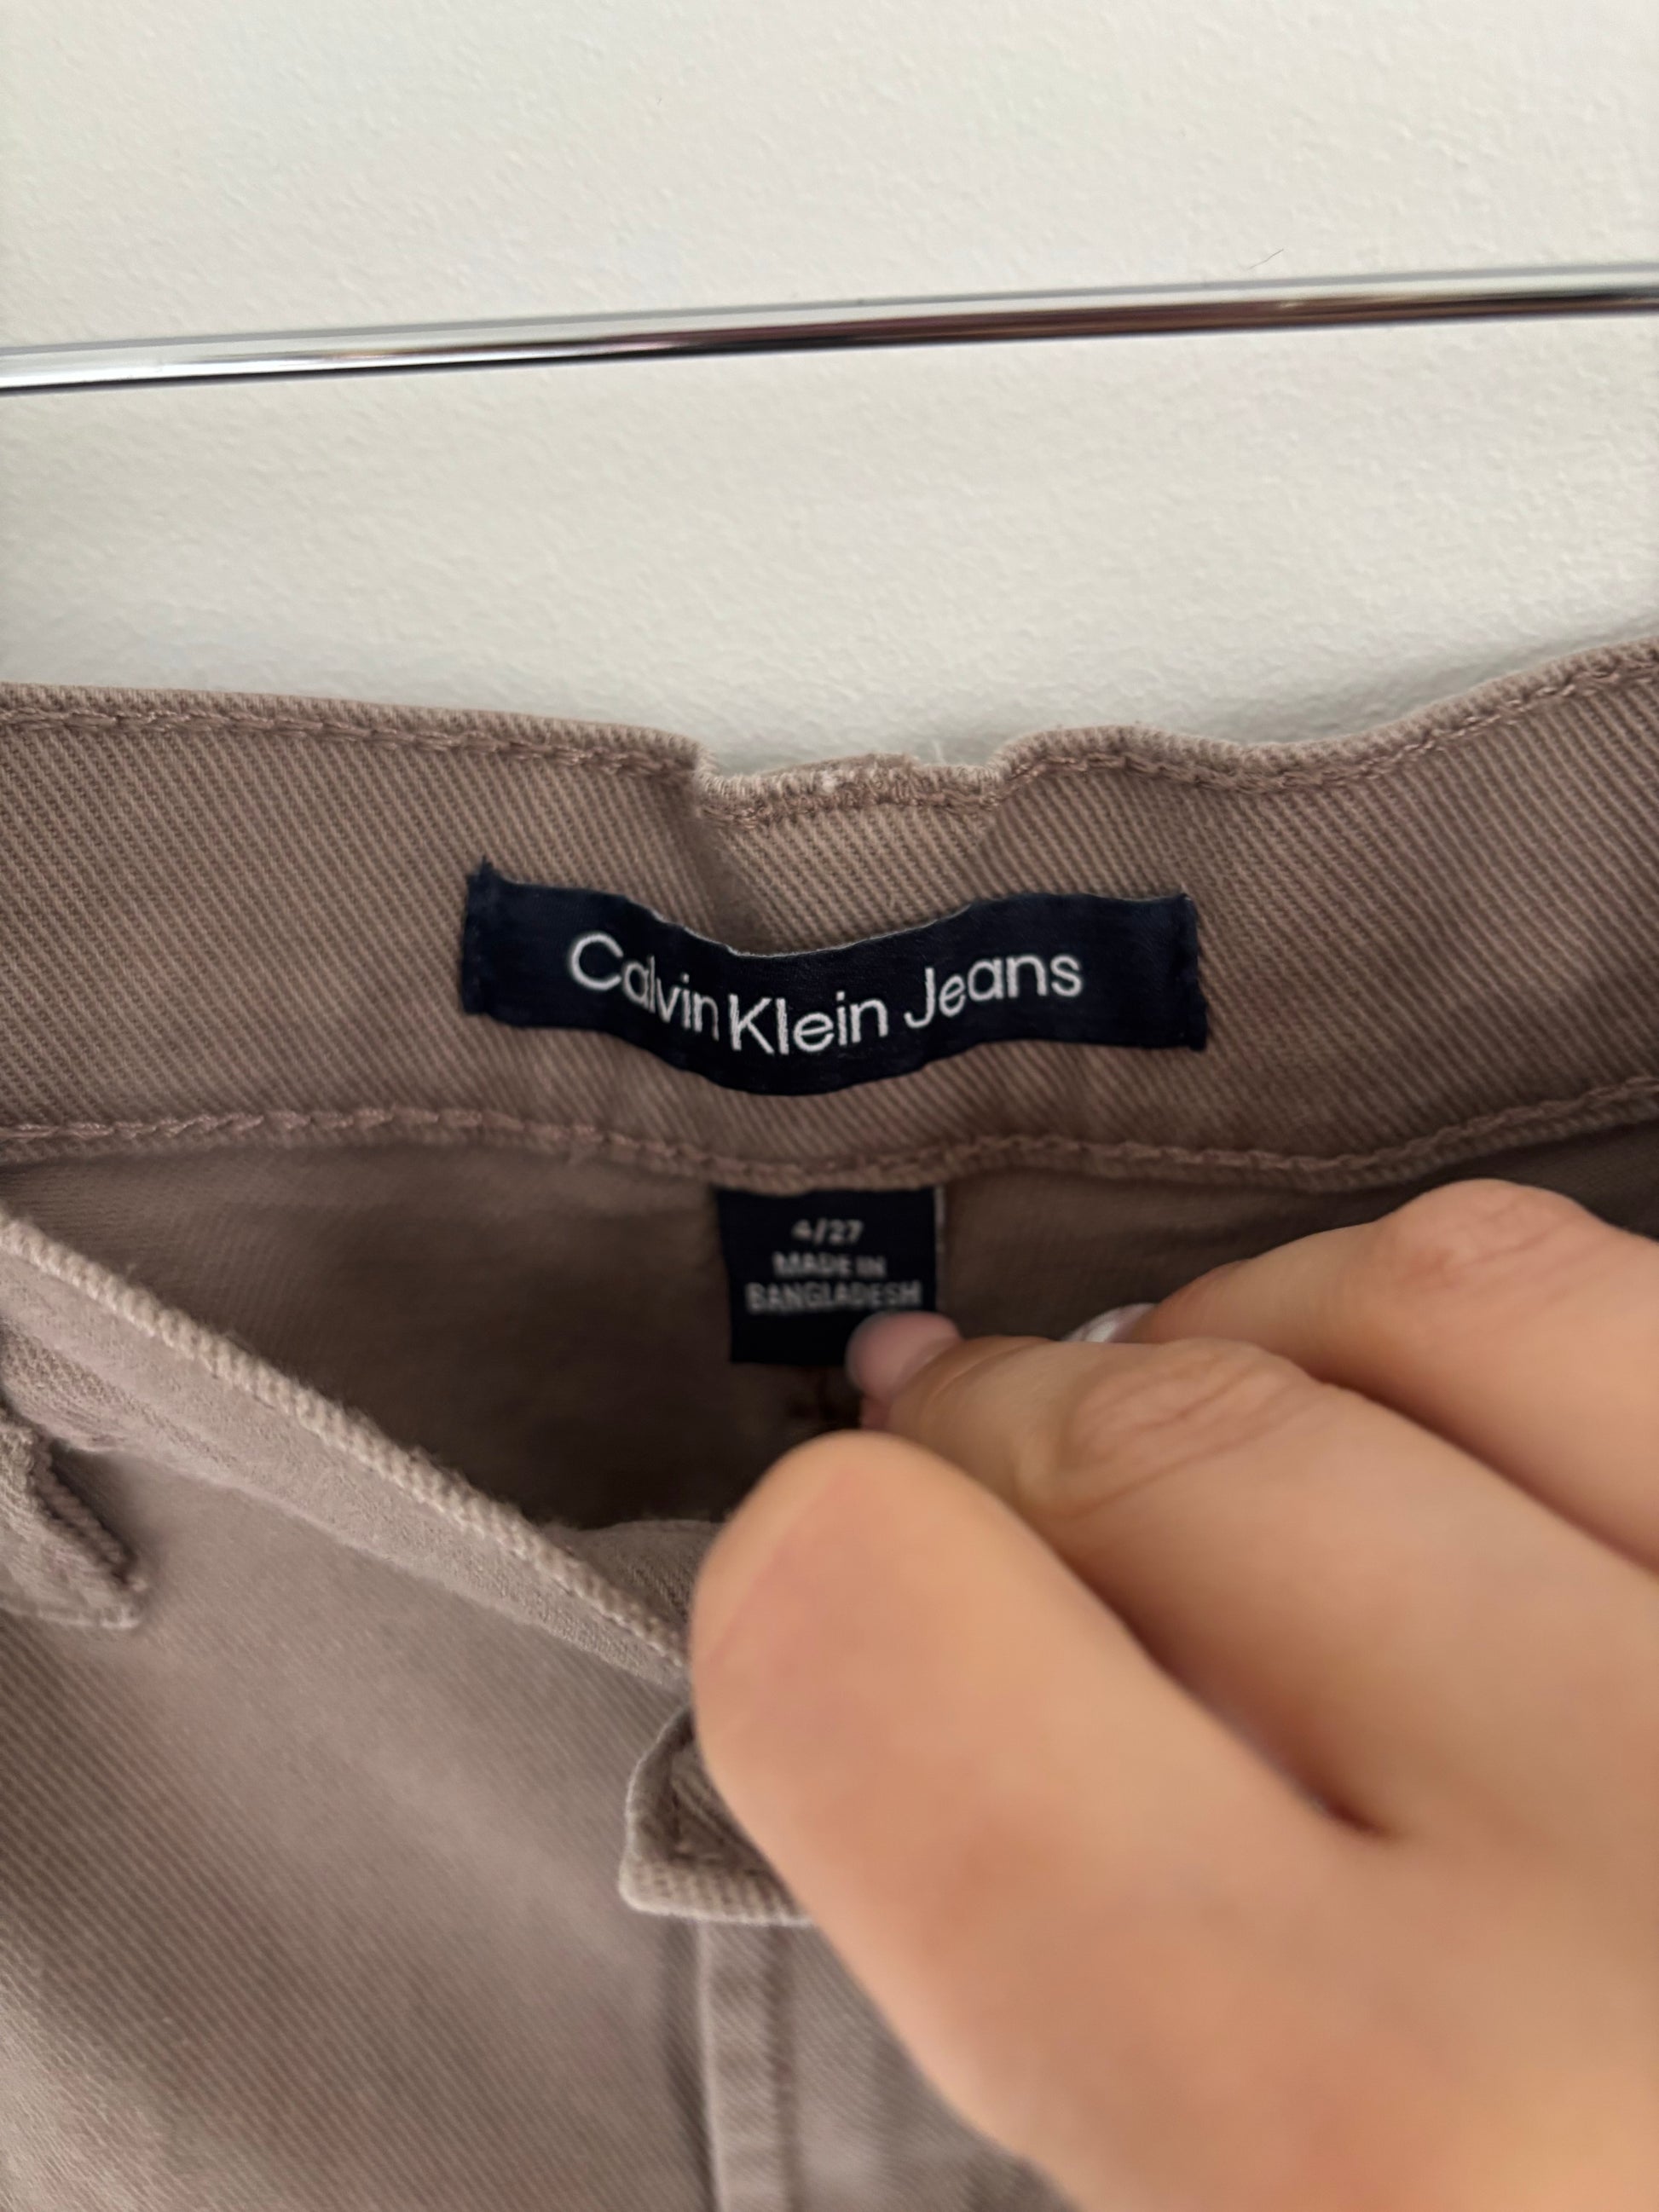 Calvin Klein Jeans
4/27
MADE IN
BANGLADESH